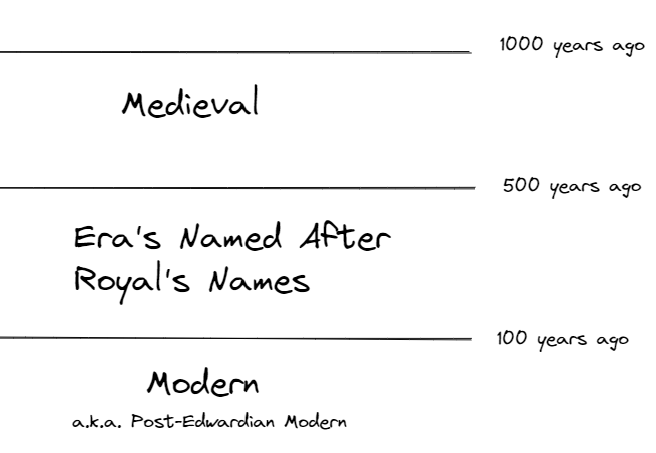 1000 years ago
Medieval
500 years ago
Era's Named After
Royal's Names
100 years ago
Modern
a.k.a. Post-Edwardian Modern